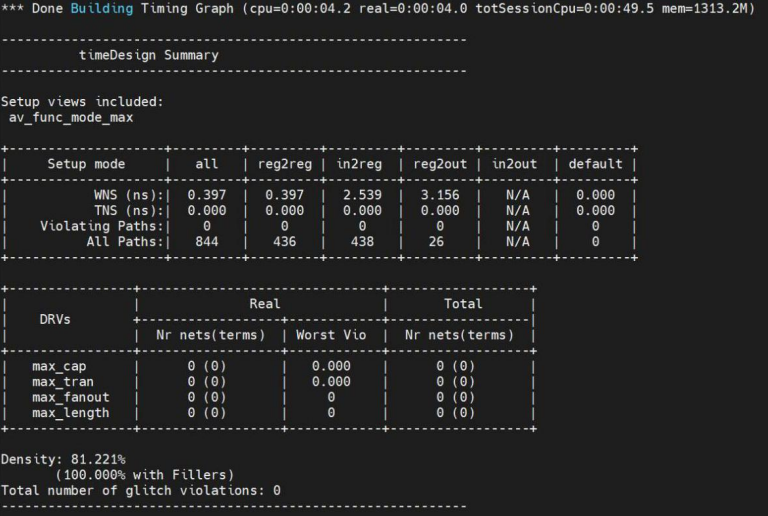 *** Done Building Timing Graph (cpu=0:00:04.2 real=0:00:04.0 totSessionCpu=0:00:49.5 mem=1313.2M)
------------------------------------------------------------
          timeDesign Summary
------------------------------------------------------------
Setup views included:
 av_func_mode_max
+--------------------+---------+---------+---------+---------+---------+---------+
|     Setup mode     |   all   | reg2reg | in2reg  | reg2out | in2out  | default |
+--------------------+---------+---------+---------+---------+---------+---------+
|           WNS (ns):|  0.397  |  0.397  |  2.539  |  3.156  |   N/A   |  0.000  |
|           TNS (ns):|  0.000  |  0.000  |  0.000  |  0.000  |   N/A   |  0.000  |
|    Violating Paths:|    0    |    0    |    0    |    0    |   N/A   |    0    |
|          All Paths:|   844   |   436   |   438   |   26    |   N/A   |    0    |
+--------------------+---------+---------+---------+---------+---------+---------+
+----------------+-------------------------------+------------------+
|                |              Real             |       Total      |
|    DRVs        +------------------+------------+------------------|
|                |  Nr nets(terms)  | Worst Vio  |  Nr nets(terms)  |
+----------------+------------------+------------+------------------+
|   max_cap      |      0 (0)       |   0.000    |      0 (0)       |
|   max_tran     |      0 (0)       |   0.000    |      0 (0)       |
|   max_fanout   |      0 (0)       |     0      |      0 (0)       |
|   max_length   |      0 (0)       |     0      |      0 (0)       |
+----------------+------------------+------------+------------------+
Density: 81.221%
       (100.000% with Fillers)
Total number of glitch violations: 0
------------------------------------------------------------